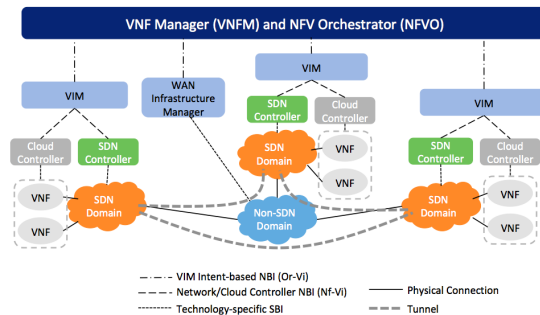 VNF Manager (VNFM) and NFV Orchestrator (NFVO)
VIM
WAN
Infrastructure
Manager
VIM
VIM
Cloud
Controller
SDN
Controller
SDN
Controller
Cloud
Controller
SDN
Controller
Cloud
Controller
VNF
VNF
SDN
Domain
SDN
Domain
VNF
VNF
Non-SDN
Domain
SDN
Domain
VNF
VNF
VIM Intent-based NBI (Or-Vi)
Network/Cloud Controller NBI (Nf-Vi)
Technology-specific SBI
Physical Connection
Tunnel